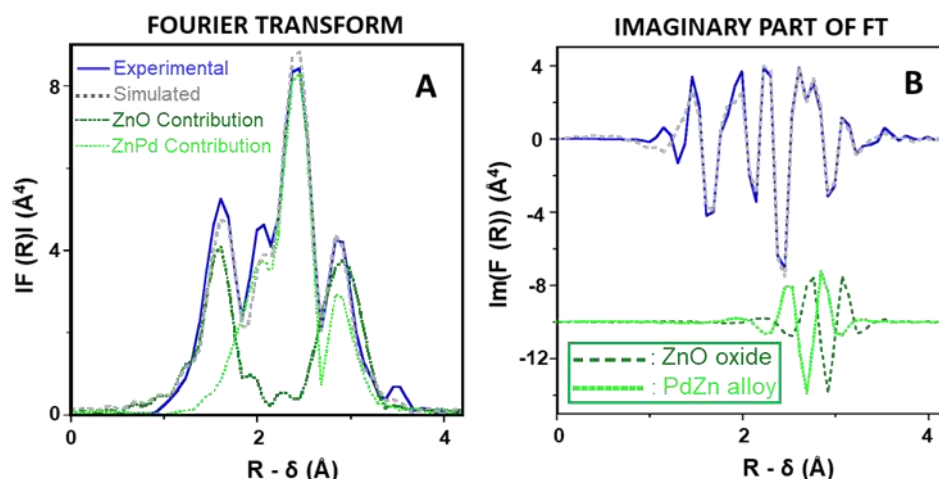 FOURIER TRANSFORM
Experimental
Simulated
ZnO Contribution
ZnPd Contribution
A
8
4
0
IF (R)I (Å⁴)
0
2
4
R - δ (Å)
IMAGINARY PART OF FT
B
4
0
-4
-8
-12
Im(F (R)) (Å⁴)
: ZnO oxide
: PdZn alloy
0
2
4
R - δ (Å)